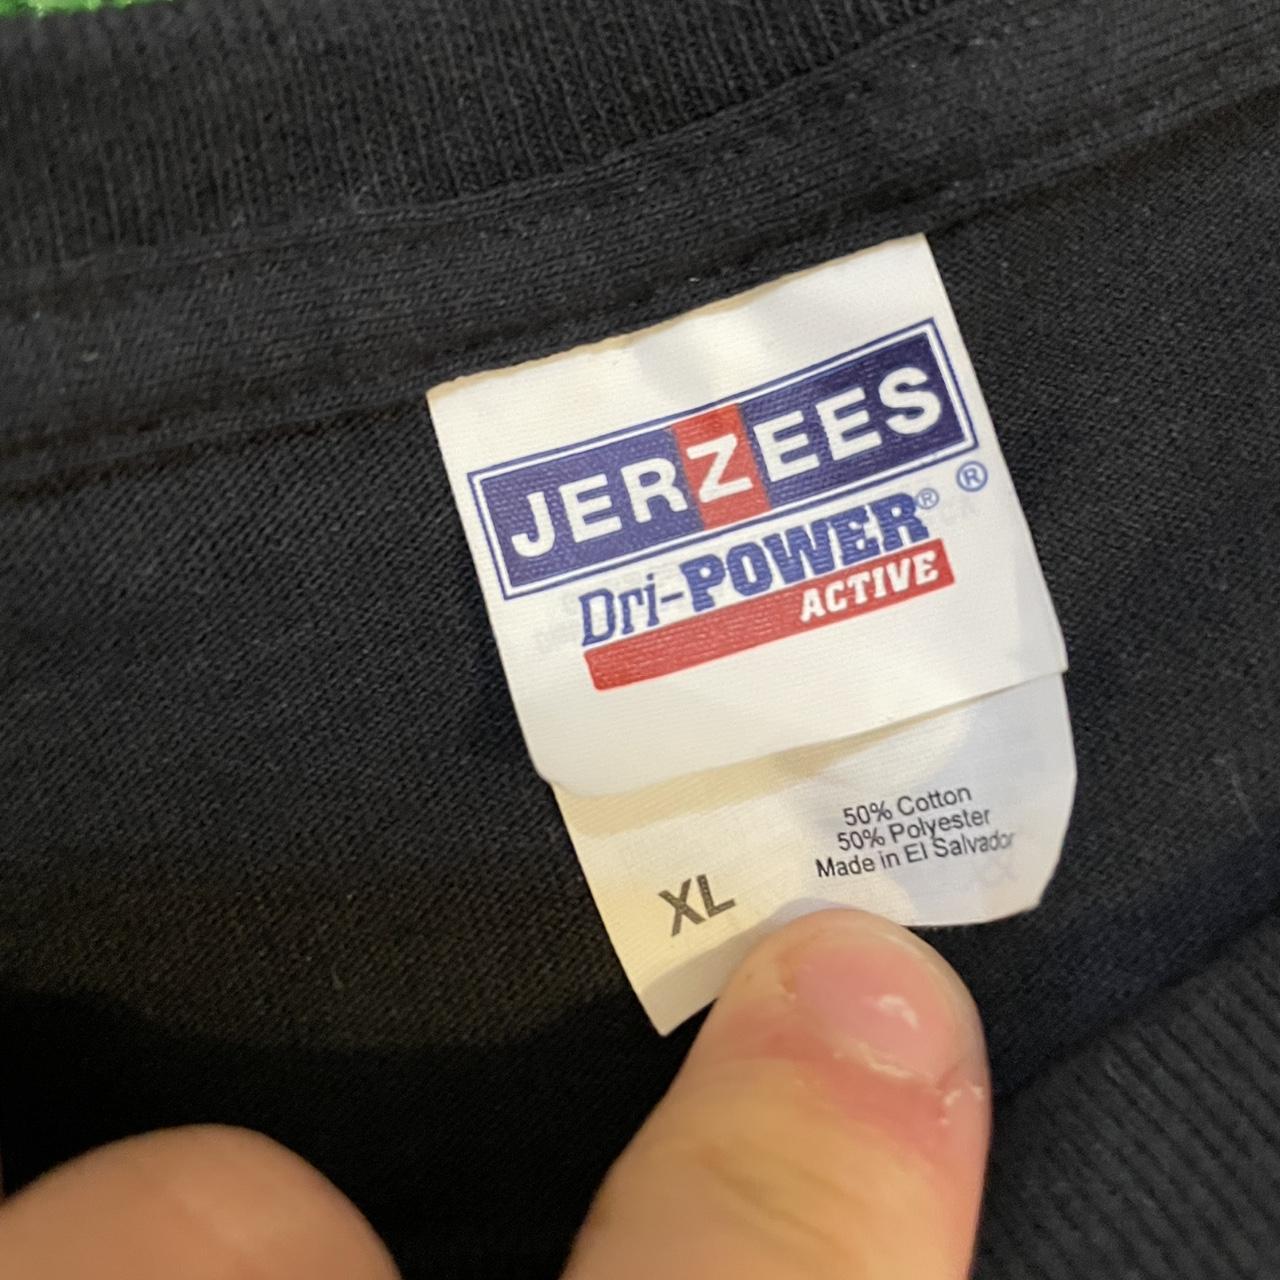 JERZEES
®
Dri-POWER®
ACTIVE
50% Cotton
50% Polyester
Made in El Salvador
XL